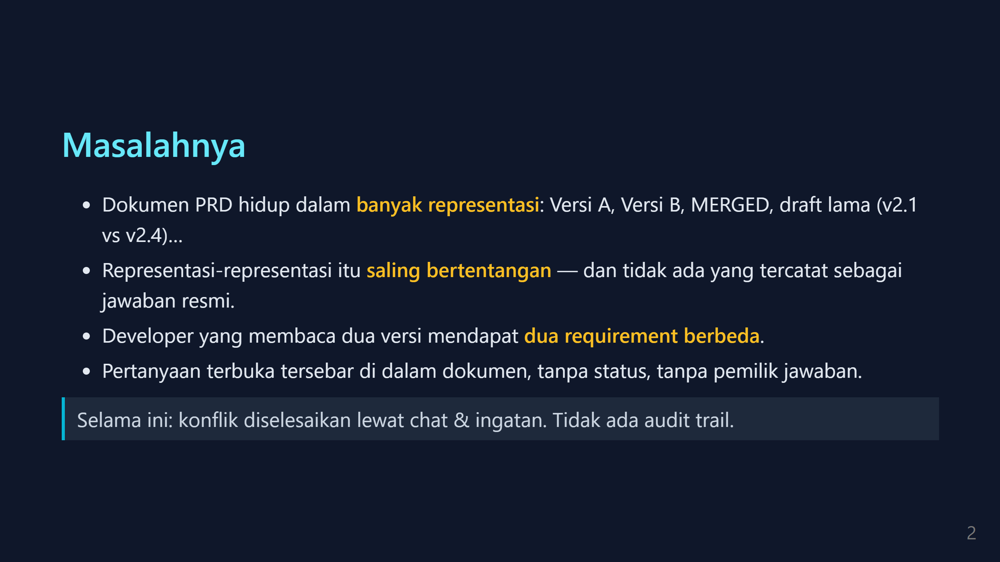 Masalahnya
• Dokumen PRD hidup dalam banyak representasi: Versi A, Versi B, MERGED, draft lama (v2.1
vs v2.4)...
• Representasi-representasi itu saling bertentangan — dan tidak ada yang tercatat sebagai
jawaban resmi.
• Developer yang membaca dua versi mendapat dua requirement berbeda.
• Pertanyaan terbuka tersebar di dalam dokumen, tanpa status, tanpa pemilik jawaban.
Selama ini: konflik diselesaikan lewat chat & ingatan. Tidak ada audit trail.
2